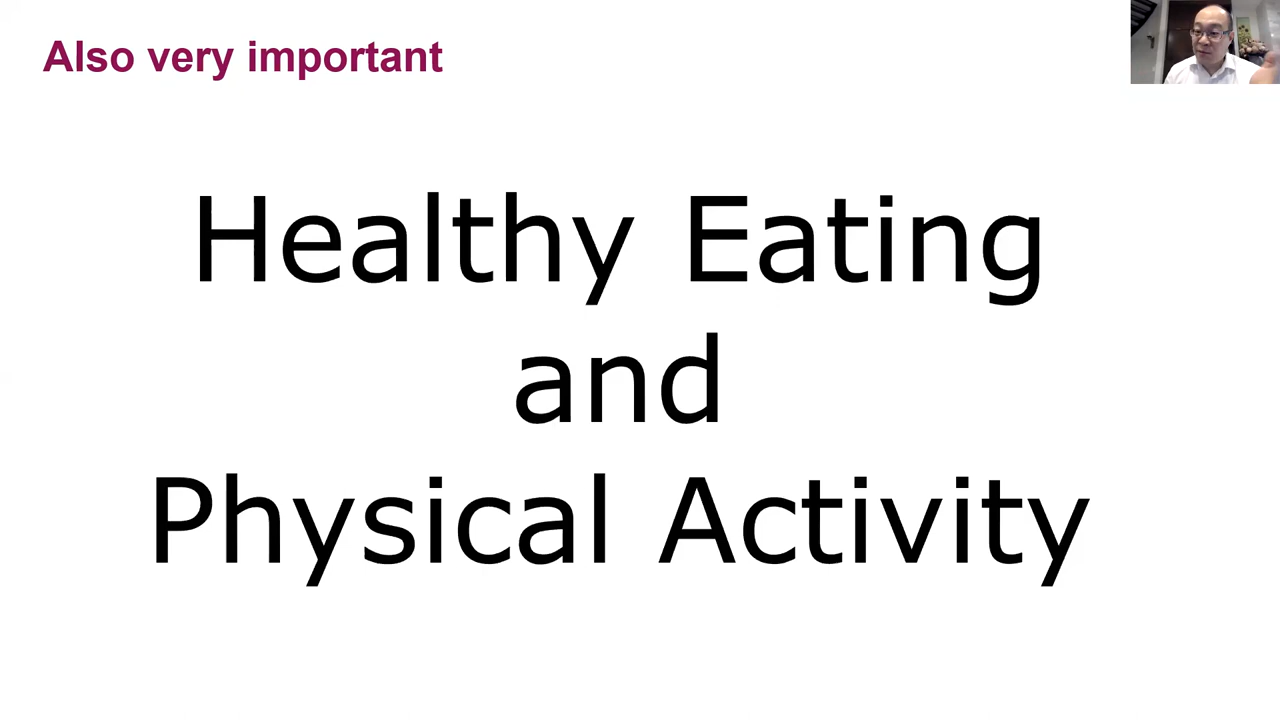 Also very important
Healthy Eating
and
Physical Activity